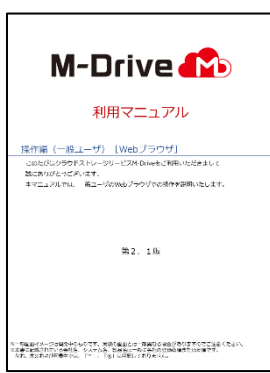 M-Drive M
利用マニュアル
操作編（一般ユーザ）【Webブラウザ】
このたびはクラウドストレージサービスM-Driveをご利用いただきまして
誠にありがとうございます。
本マニュアルでは、一般ユーザのWebブラウザでの操作を説明いたします。
第2．1版